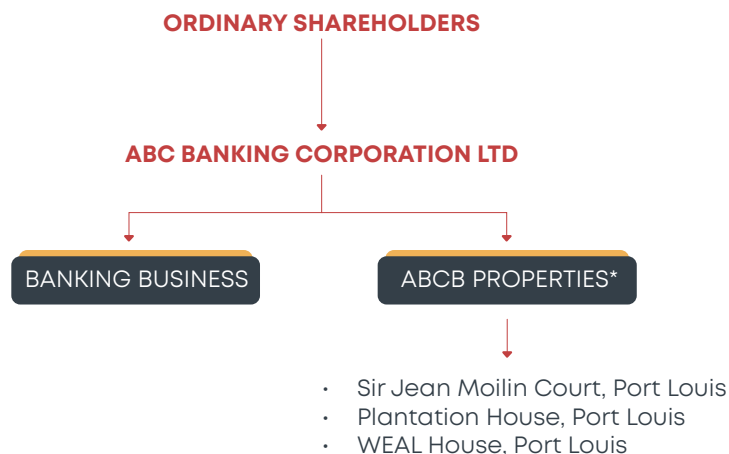 ORDINARY SHAREHOLDERS
ABC BANKING CORPORATION LTD
BANKING BUSINESS
ABCB PROPERTIES*
• Sir Jean Moilin Court, Port Louis
• Plantation House, Port Louis
• WEAL House, Port Louis